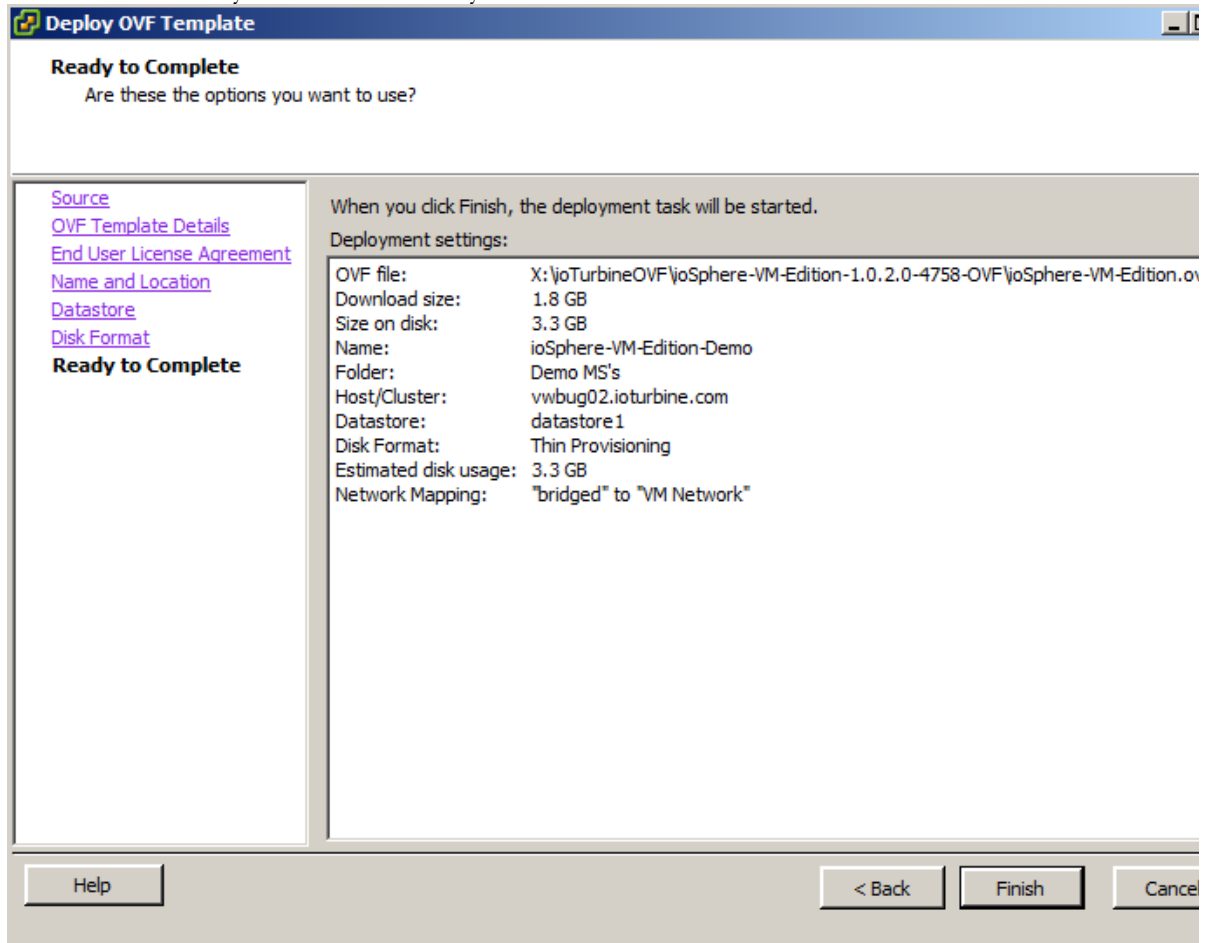 Deploy OVF Template
Ready to Complete
Are these the options you want to use?
Source
OVF Template Details
End User License Agreement
Name and Location
Datastore
Disk Format
Ready to Complete
When you click Finish, the deployment task will be started.
Deployment settings:
OVF file: X:\ioTurbineOVF\ioSphere-VM-Edition-1.0.2.0-4758-OVF\ioSphere-VM-Edition.ov
Download size: 1.8 GB
Size on disk: 3.3 GB
Name: ioSphere-VM-Edition-Demo
Folder: Demo MS's
Host/Cluster: vwbug02.ioturbine.com
Datastore: datastore1
Disk Format: Thin Provisioning
Estimated disk usage: 3.3 GB
Network Mapping: "bridged" to "VM Network"
Help
< Back
Finish
Cancel